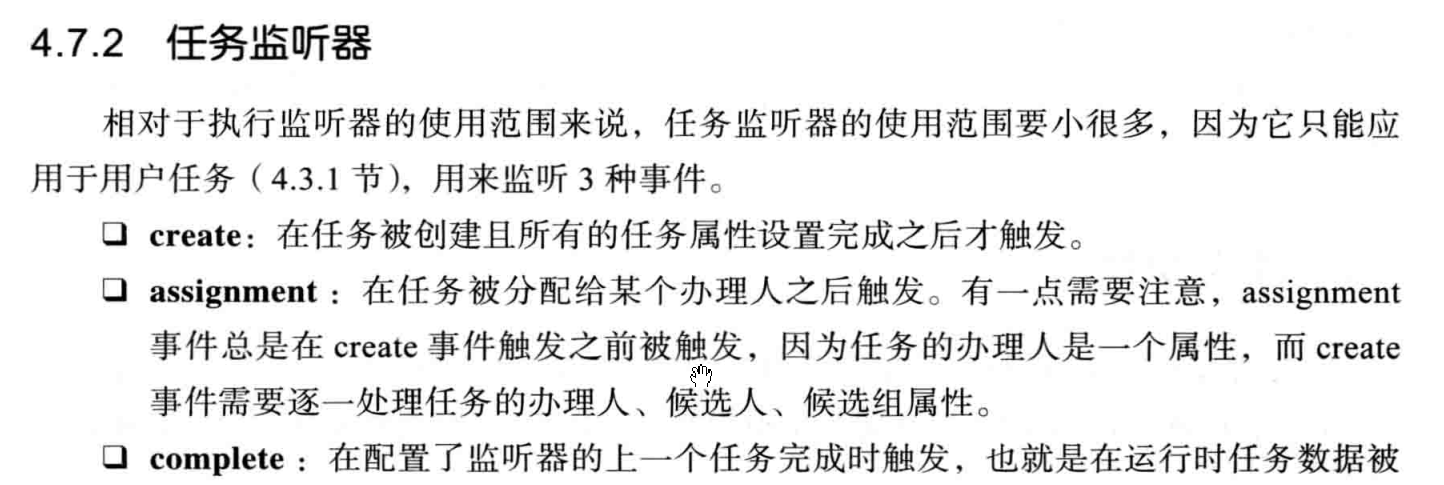 4.7.2 任务监听器
相对于执行监听器的使用范围来说，任务监听器的使用范围要小很多，因为它只能应
用于用户任务（4.3.1 节），用来监听 3 种事件。
❑ create：在任务被创建且所有的任务属性设置完成之后才触发。
❑ assignment：在任务被分配给某个办理人之后触发。有一点需要注意，assignment
事件总是在 create 事件触发之前被触发，因为任务的办理人是一个属性，而 create
事件需要逐一处理任务的办理人、候选人、候选组属性。
❑ complete：在配置了监听器的上一个任务完成时触发，也就是在运行时任务数据被